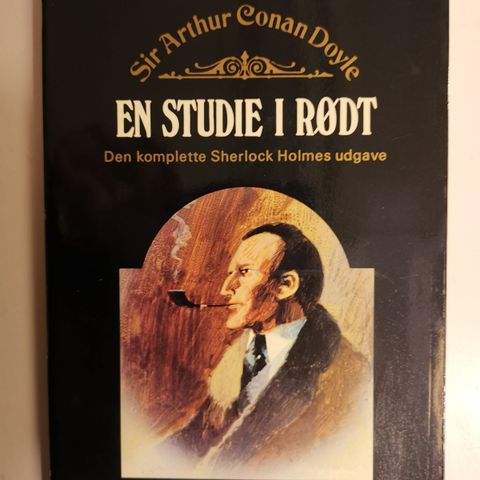 Sir Arthur Conan Doyle
EN STUDIE I RØDT
Den komplette Sherlock Holmes udgave